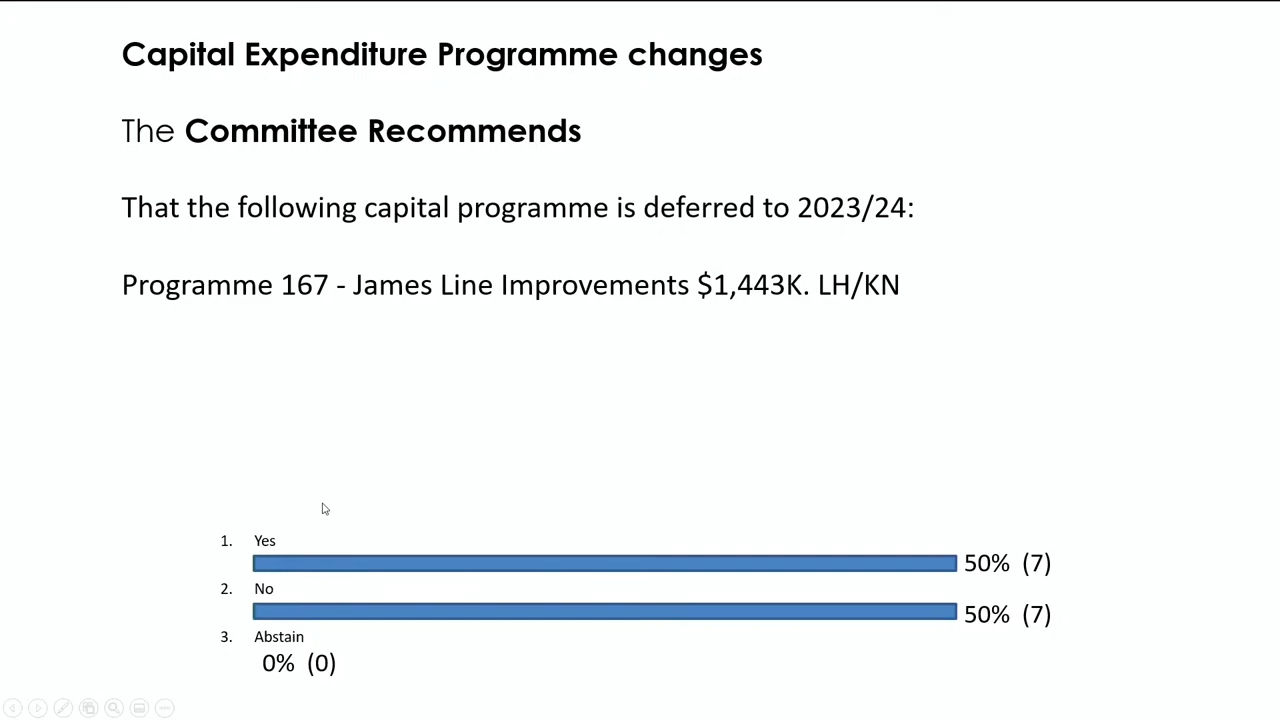 Capital Expenditure Programme changes
The Committee Recommends
That the following capital programme is deferred to 2023/24:
Programme 167 - James Line Improvements $1,443K. LH/KN
1. Yes
50% (7)
2. No
50% (7)
3. Abstain
0% (0)